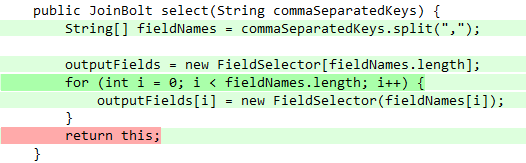 public JoinBolt select(String commaSeparatedKeys) {
String[] fieldNames = commaSeparatedKeys.split(",");
outputFields = new FieldSelector[fieldNames.length];
for (int i = 0; i < fieldNames.length; i++) {
outputFields[i] = new FieldSelector(fieldNames[i]);
}
return this;
}